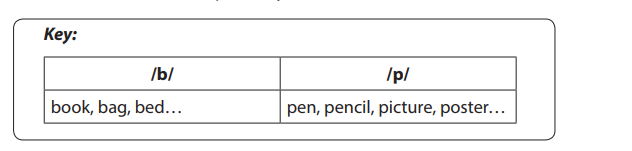 Key:
/b/ /p/
book, bag, bed… pen, pencil, picture, poster…